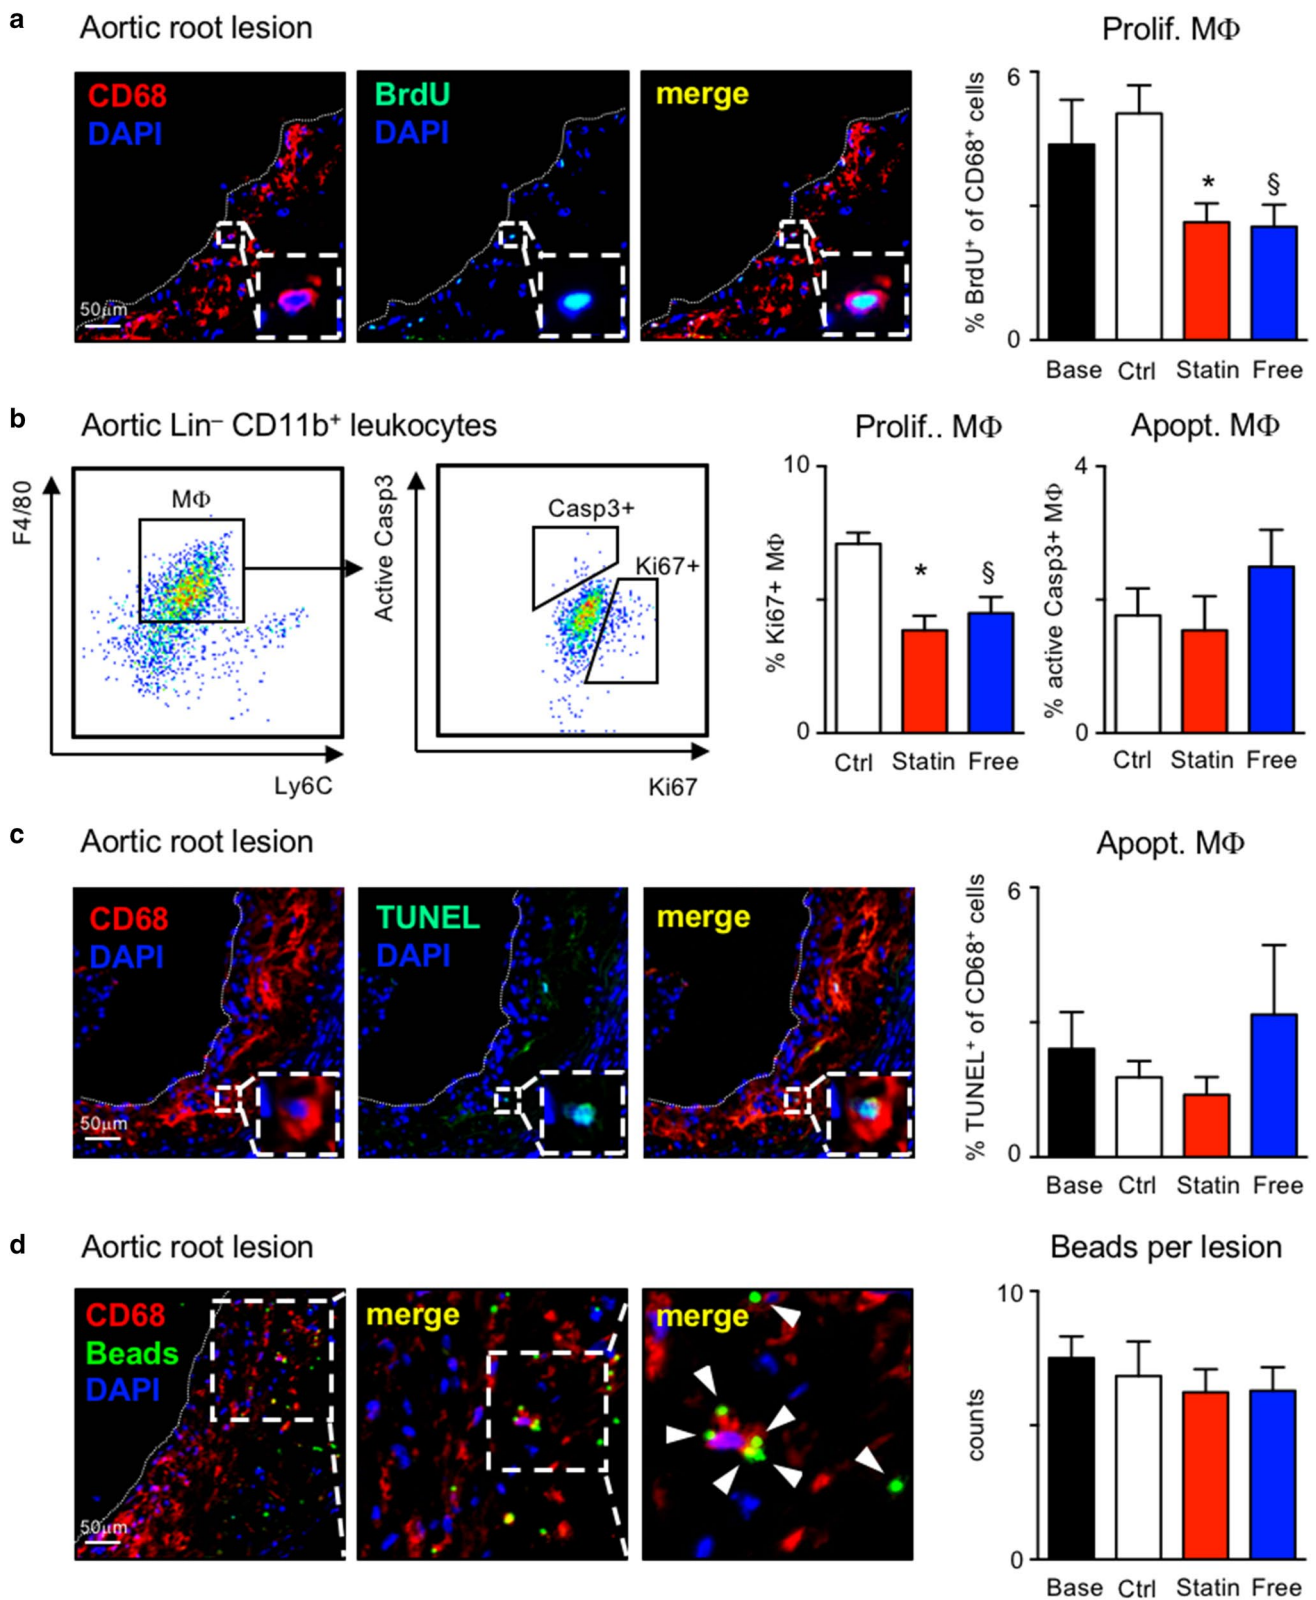 a
Aortic root lesion
Prolif. MΦ
CD68
DAPI
50μm
BrdU
DAPI
merge
% BrdU⁺ of CD68⁺ cells
6
0
*
§
Base Ctrl Statin Free
b
Aortic Lin⁻ CD11b⁺ leukocytes
Prolif.. MΦ
Apopt. MΦ
F4/80
MΦ
Ly6C
Active Casp3
Casp3+
Ki67+
Ki67
% Ki67+ MΦ
10
0
*
§
Ctrl Statin Free
% active Casp3+ MΦ
4
0
Ctrl Statin Free
c
Aortic root lesion
Apopt. MΦ
CD68
DAPI
50μm
TUNEL
DAPI
merge
% TUNEL⁺ of CD68⁺ cells
6
0
Base Ctrl Statin Free
d
Aortic root lesion
Beads per lesion
CD68
Beads
DAPI
50μm
merge
merge
counts
10
0
Base Ctrl Statin Free